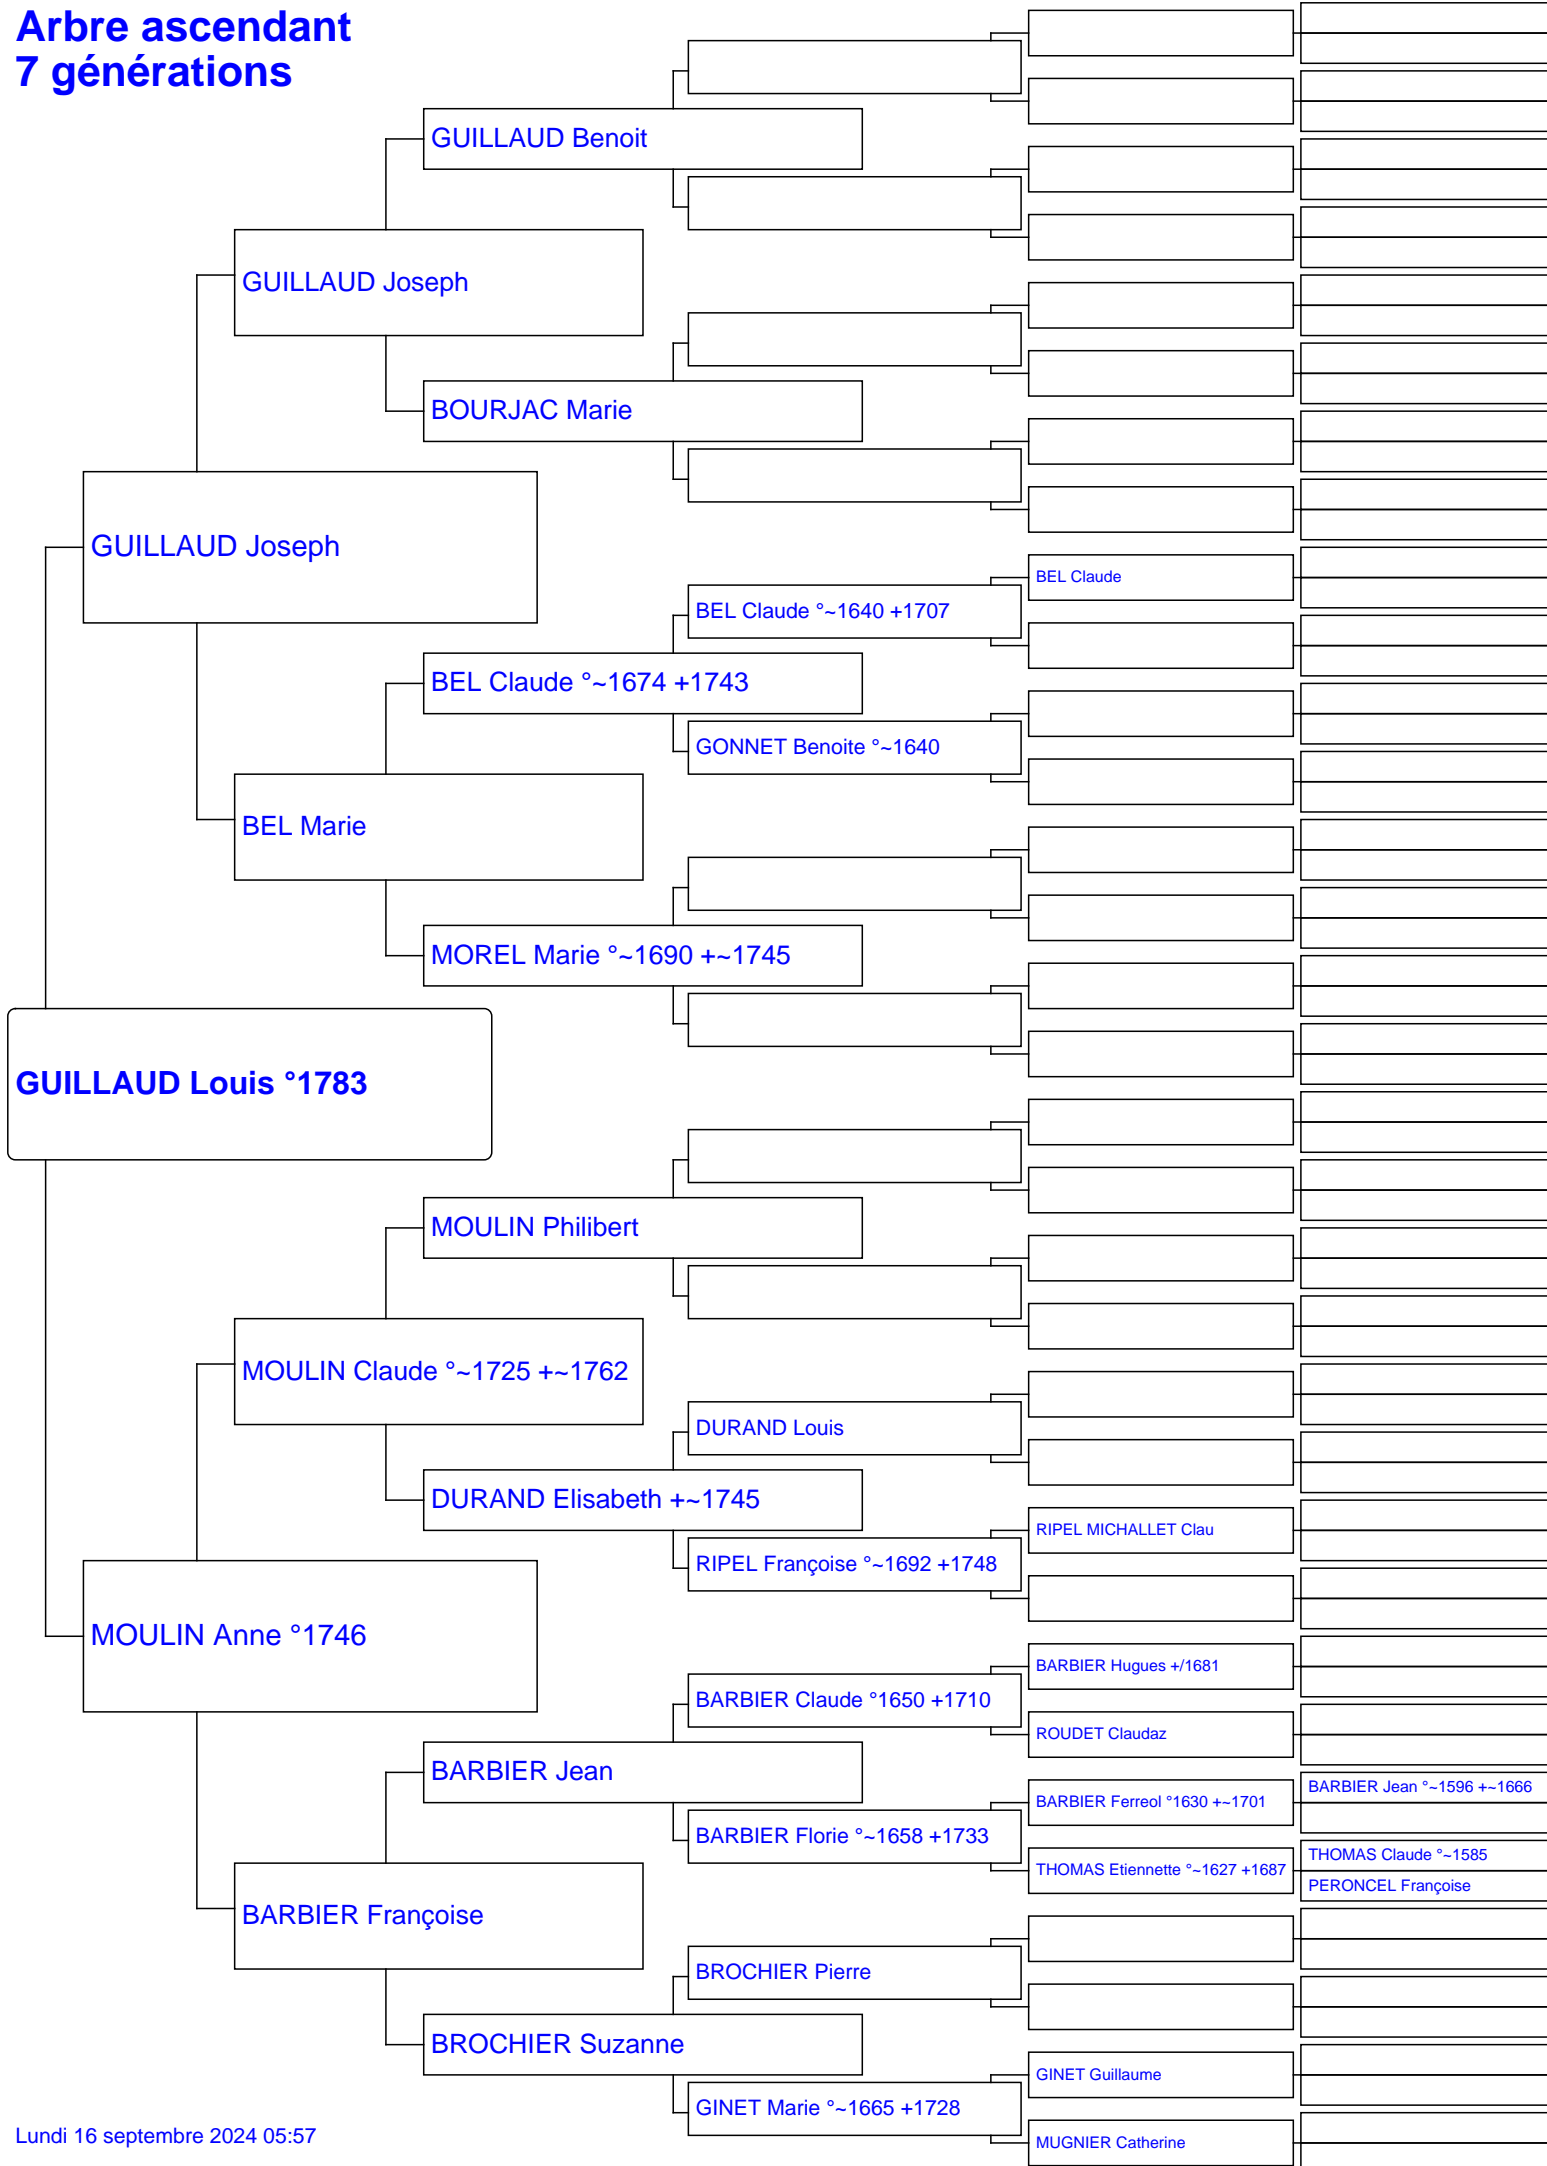 Arbre ascendant
7 générations
GUILLAUD Benoit
GUILLAUD Joseph
BOURJAC Marie
GUILLAUD Joseph
BEL Claude
BEL Claude °~1640 +1707
BEL Claude °~1674 +1743
GONNET Benoite °~1640
BEL Marie
MOREL Marie °~1690 +~1745
GUILLAUD Louis °1783
MOULIN Philibert
MOULIN Claude °~1725 +~1762
DURAND Louis
DURAND Elisabeth +~1745
RIPEL MICHALLET Clau
RIPEL Françoise °~1692 +1748
MOULIN Anne °1746
BARBIER Hugues +/1681
BARBIER Claude °1650 +1710
ROUDET Claudaz
BARBIER Jean
BARBIER Jean °~1596 +~1666
BARBIER Ferreol °1630 +~1701
BARBIER Florie °~1658 +1733
THOMAS Claude °~1585
THOMAS Etiennette °~1627 +1687
PERONCEL Françoise
BARBIER Françoise
BROCHIER Pierre
BROCHIER Suzanne
GINET Guillaume
GINET Marie °~1665 +1728
MUGNIER Catherine
Lundi 16 septembre 2024 05:57